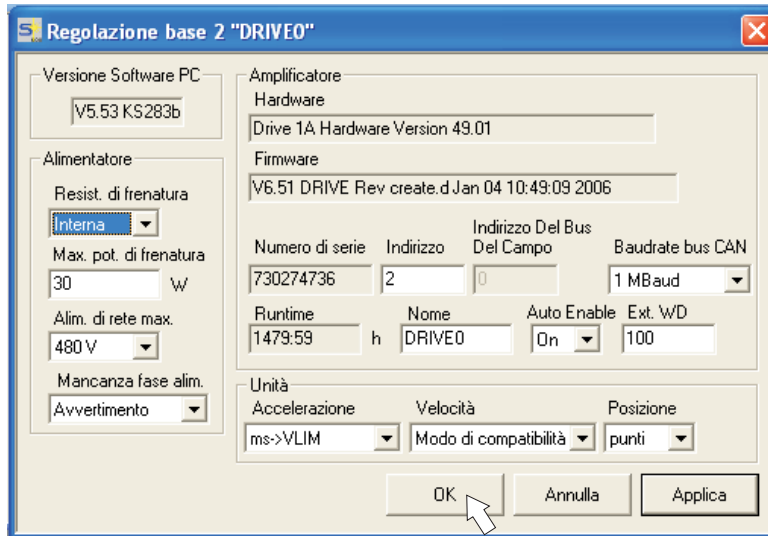 Regolazione base 2 "DRIVE0"
Versione Software PC
V5.53 KS283b
Alimentatore
Resist. di frenatura
Interna
Max. pot. di frenatura
30 W
Alim. di rete max.
480 V
Mancanza fase alim.
Avvertimento
Amplificatore
Hardware
Drive 1A Hardware Version 49.01
Firmware
V6.51 DRIVE Rev create.d Jan 04 10:49:09 2006
Numero di serie
730274736
Indirizzo
2
Indirizzo Del Bus
Del Campo
0
Baudrate bus CAN
1 MBaud
Runtime
1479:59 h
Nome
DRIVE0
Auto Enable
On
Ext. WD
100
Unità
Accelerazione
ms->VLIM
Velocità
Modo di compatibilità
Posizione
punti
OK
Annulla
Applica